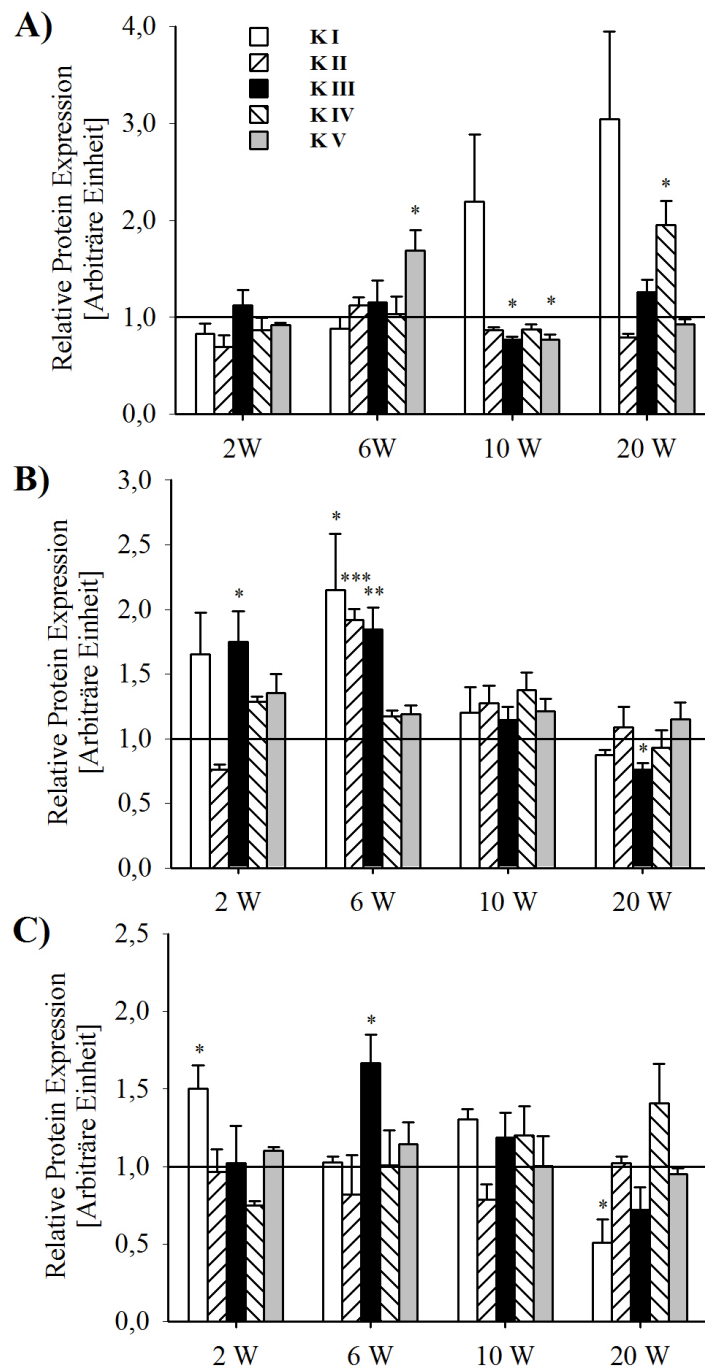 A)
Relative Protein Expression
[Arbiträre Einheit]
4,0
3,0
2,0
1,0
0,0
K I
K II
K III
K IV
K V
*
*
*
*
2W
6W
10 W
20 W
B)
Relative Protein Expression
[Arbiträre Einheit]
3,0
2,5
2,0
1,5
1,0
0,5
0,0
*
*
***
**
*
2 W
6 W
10 W
20 W
C)
Relative Protein Expression
[Arbiträre Einheit]
2,5
2,0
1,5
1,0
0,5
0,0
*
*
*
2 W
6 W
10 W
20 W